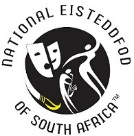 NATIONAL EISTEDDFOD
OF SOUTH AFRICA™